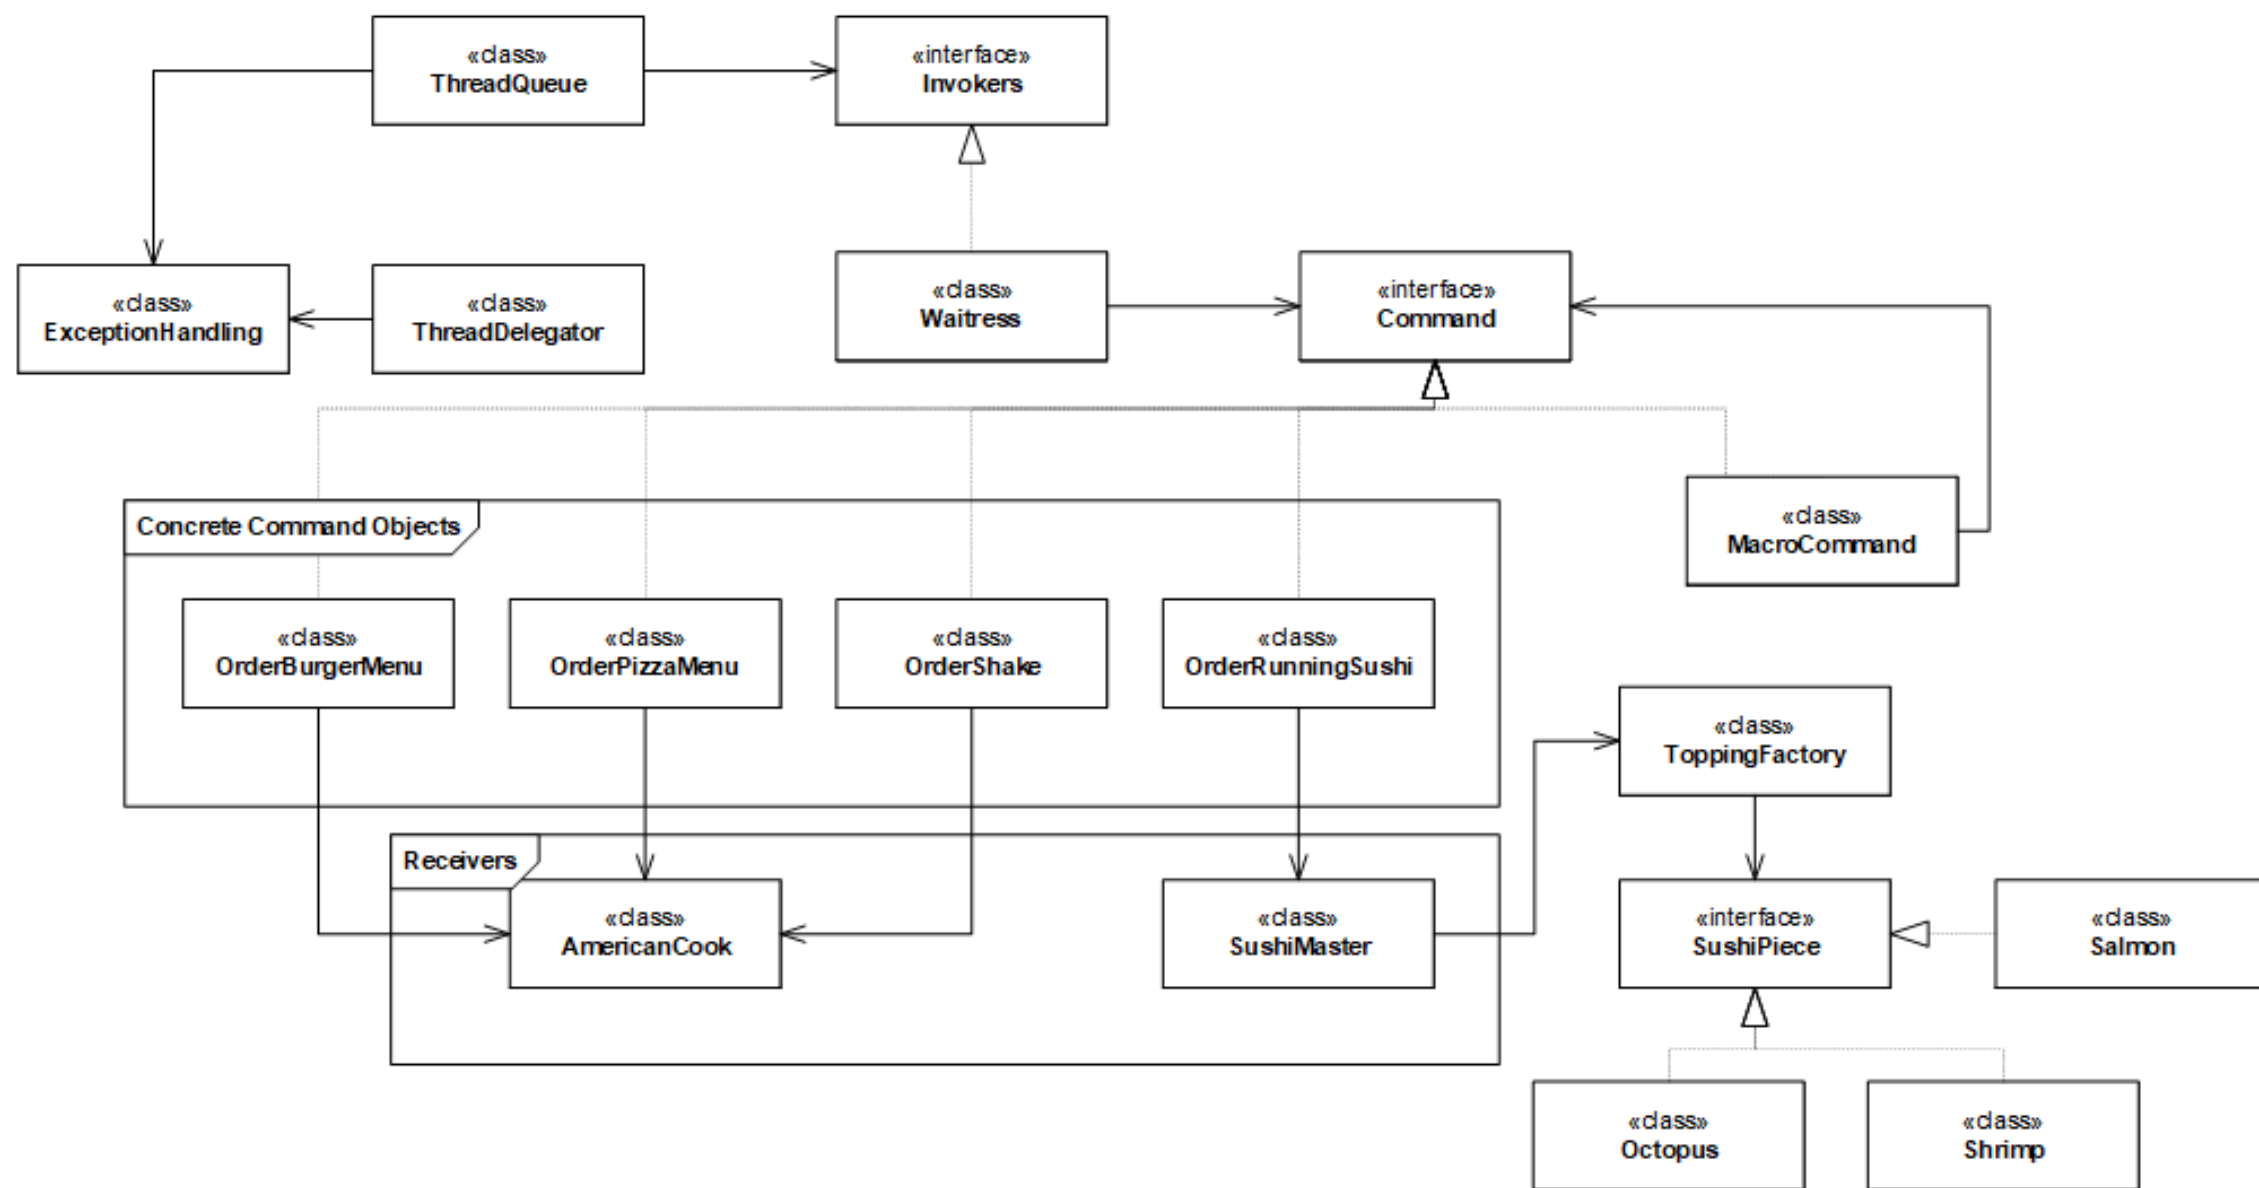 «class»
ThreadQueue
«interface»
Invokers
«class»
ExceptionHandling
«class»
ThreadDelegator
«class»
Waitress
«interface»
Command
Concrete Command Objects
«class»
MacroCommand
«class»
OrderBurgerMenu
«class»
OrderPizzaMenu
«class»
OrderShake
«class»
OrderRunningSushi
«class»
ToppingFactory
Receivers
«class»
AmericanCook
«class»
SushiMaster
«interface»
SushiPiece
«class»
Salmon
«class»
Octopus
«class»
Shrimp